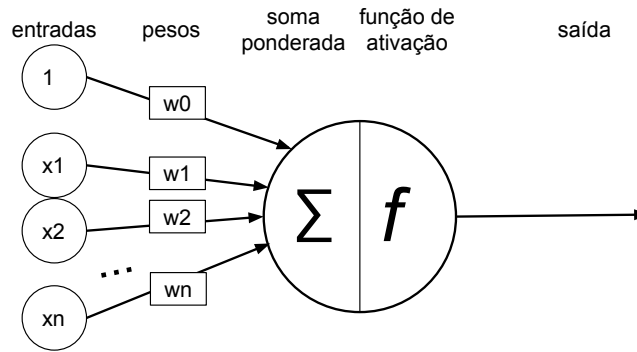 entradas
pesos
soma
ponderada
função de
ativação
saída
1
w0
x1
w1
x2
w2
...
xn
wn
Σ
f